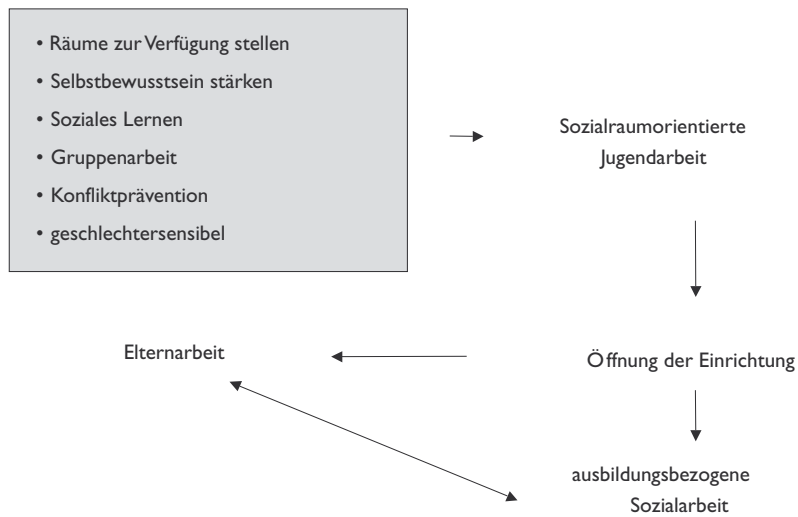 • Räume zur Verfügung stellen
• Selbstbewusstsein stärken
• Soziales Lernen
• Gruppenarbeit
• Konfliktprävention
• geschlechtersensibel
Sozialraumorientierte
Jugendarbeit
Elternarbeit
Öffnung der Einrichtung
ausbildungsbezogene
Sozialarbeit